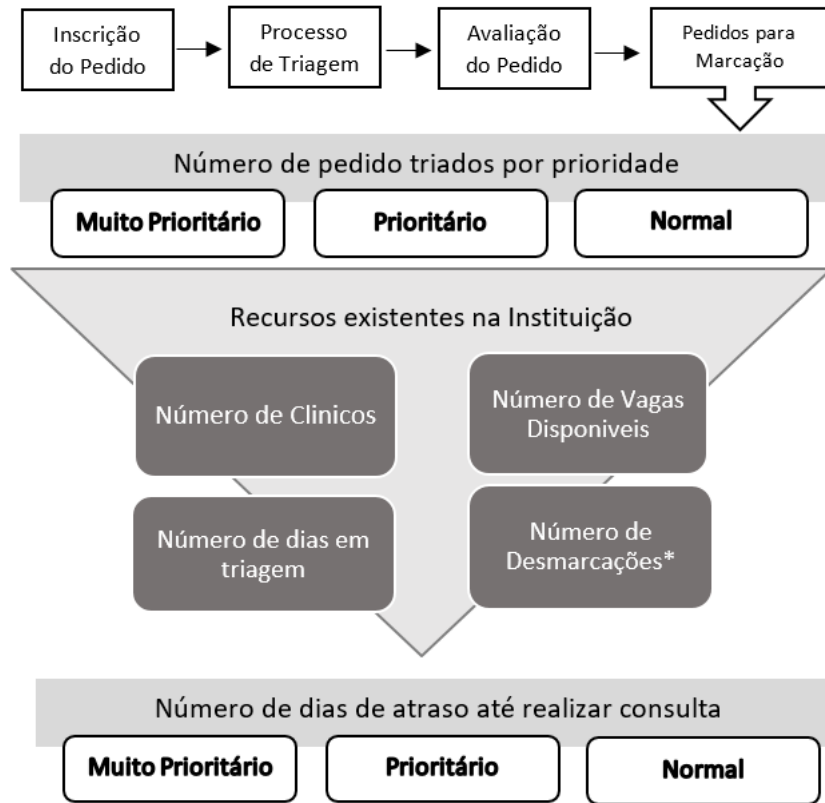 Inscrição
do Pedido
Processo
de Triagem
Avaliação
do Pedido
Pedidos para
Marcação
Número de pedido triados por prioridade
Muito Prioritário
Prioritário
Normal
Recursos existentes na Instituição
Número de Clinicos
Número de Vagas
Disponiveis
Número de dias em
triagem
Número de
Desmarcações*
Número de dias de atraso até realizar consulta
Muito Prioritário
Prioritário
Normal